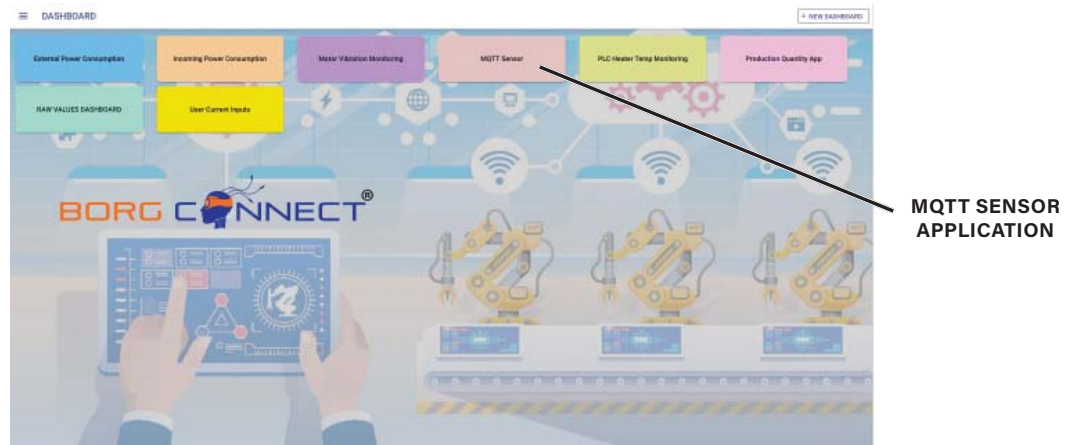 DASHBOARD
+ NEW DASHBOARD
External Power Consumption
Incoming Power Consumption
Motor Vibration Monitoring
MQTT Sensor
PLC Heater Temp Monitoring
Production Quantity App
RAW VALUES DASHBOARD
User Current Inputs
BORG CONNECT®
MQTT SENSOR
APPLICATION